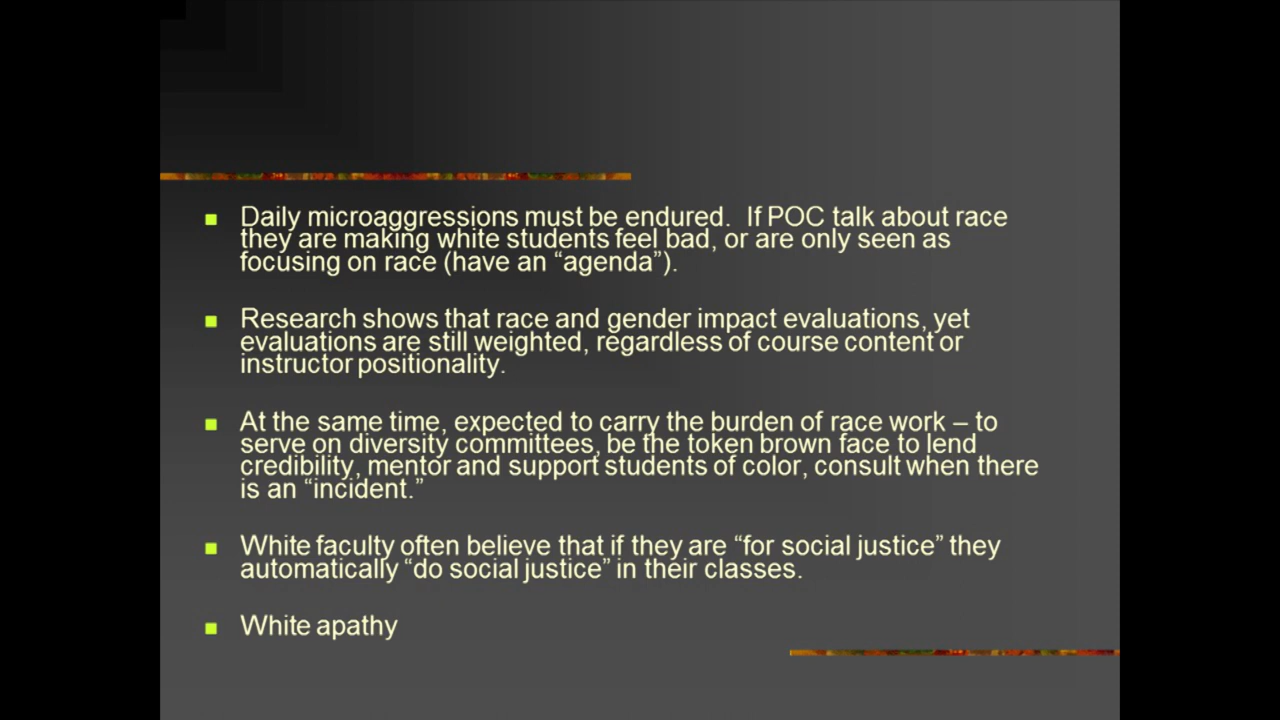 Daily microaggressions must be endured.  If POC talk about race
they are making white students feel bad, or are only seen as
focusing on race (have an “agenda”).
Research shows that race and gender impact evaluations, yet
evaluations are still weighted, regardless of course content or
instructor positionality.
At the same time, expected to carry the burden of race work – to
serve on diversity committees, be the token brown face to lend
credibility, mentor and support students of color, consult when there
is an “incident.”
White faculty often believe that if they are “for social justice” they
automatically “do social justice” in their classes.
White apathy